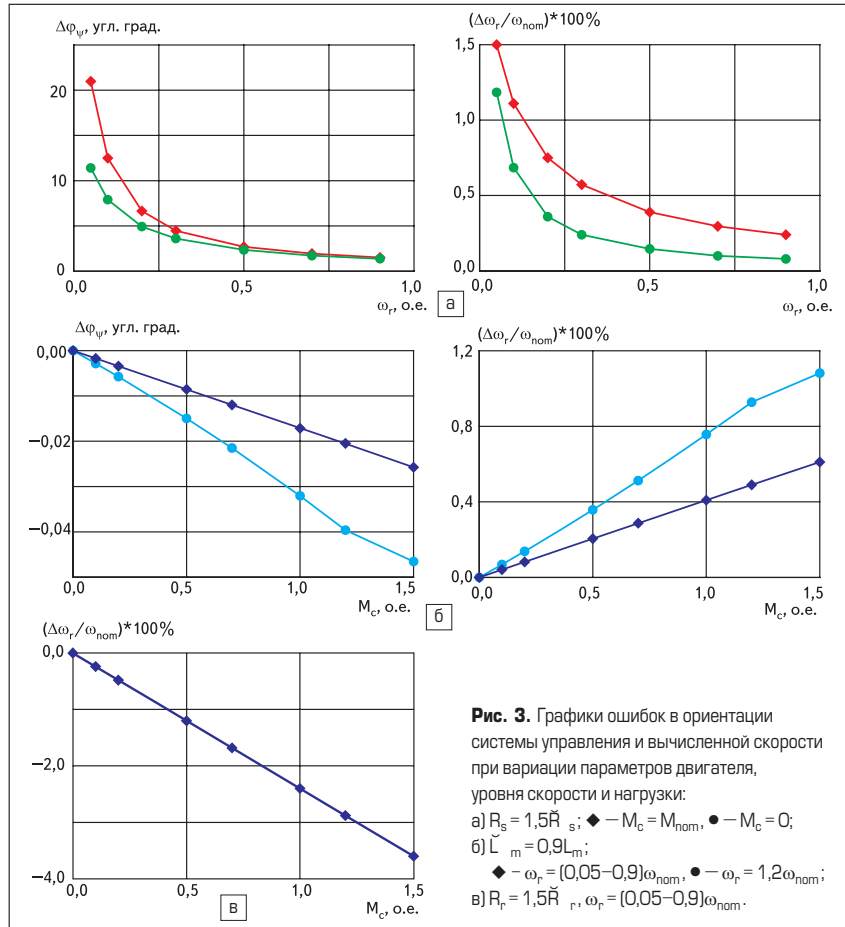 Δφψ, угл. град.
20
10
0
0,0
0,5
1,0
ωr, о.е.
(Δωr/ωnom)*100%
1,5
1,0
0,5
0,0
0,0
0,5
1,0
ωr, о.е.
а
Δφψ, угл. град.
0,00
−0,02
−0,04
0,0
0,5
1,0
1,5
Mc, о.е.
(Δωr/ωnom)*100%
1,2
0,8
0,4
0,0
0,0
0,5
1,0
1,5
Mc, о.е.
б
(Δωr/ωnom)*100%
0,0
−2,0
−4,0
0,0
0,5
1,0
1,5
Mc, о.е.
в
Рис. 3. Графики ошибок в ориентации
системы управления и вычисленной скорости
при вариации параметров двигателя,
уровня скорости и нагрузки:
а) Rs = 1,5R̆ s; ◆ — Mc = Mnom, ● — Mc = 0;
б) L̆ m = 0,9Lm;
◆ - ωr = (0,05–0,9)ωnom, ● — ωr = 1,2ωnom;
в) Rr = 1,5R̆ r, ωr = (0,05–0,9)ωnom.